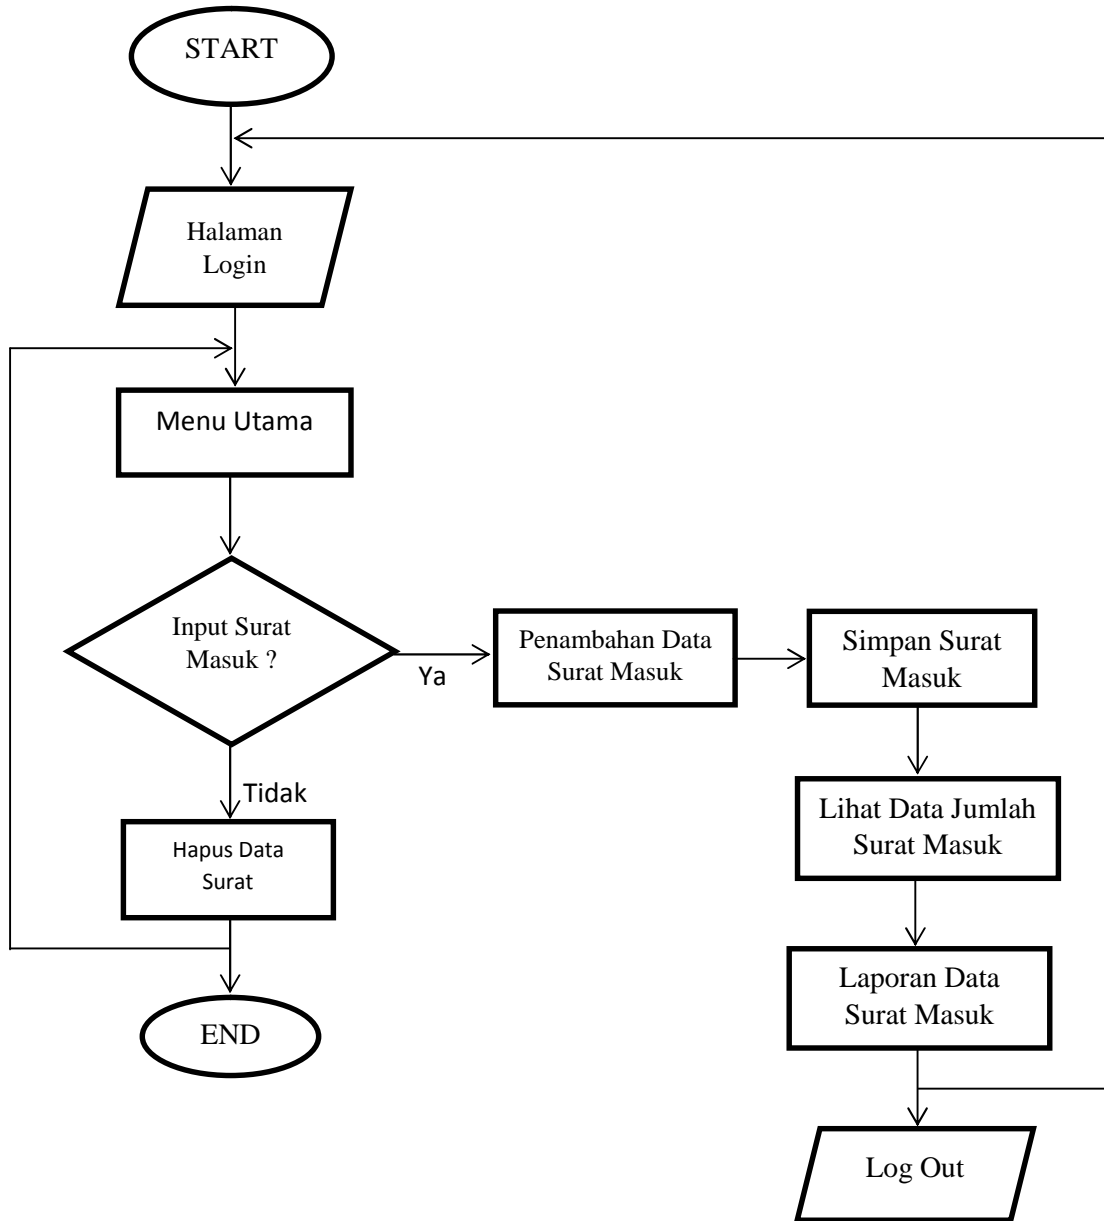 START
Halaman
Login
Menu Utama
Input Surat
Masuk ?
Ya
Penambahan Data
Surat Masuk
Simpan Surat
Masuk
Tidak
Hapus Data
Surat
Lihat Data Jumlah
Surat Masuk
Laporan Data
Surat Masuk
END
Log Out